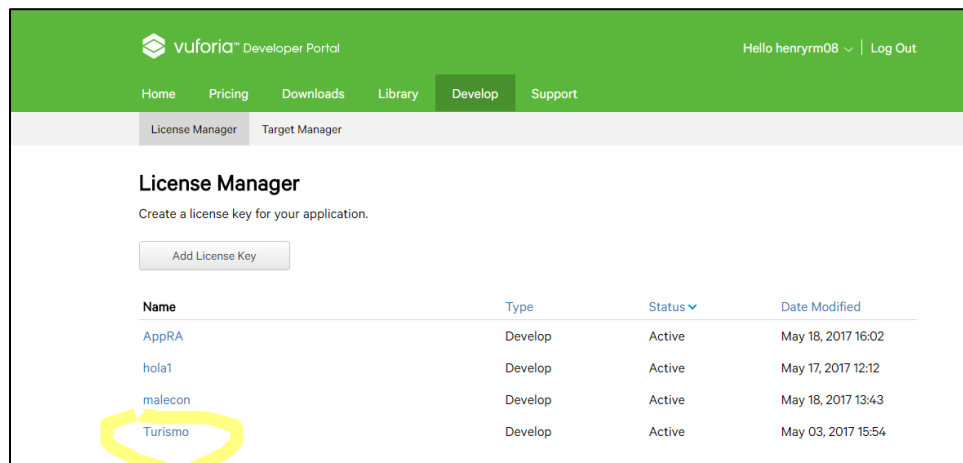 vuforia™ Developer Portal
Hello henryrm08 | Log Out
Home Pricing Downloads Library Develop Support
License Manager Target Manager
License Manager
Create a license key for your application.
Add License Key
Name Type Status Date Modified
AppRA Develop Active May 18, 2017 16:02
hola1 Develop Active May 17, 2017 12:12
malecon Develop Active May 18, 2017 13:43
Turismo Develop Active May 03, 2017 15:54